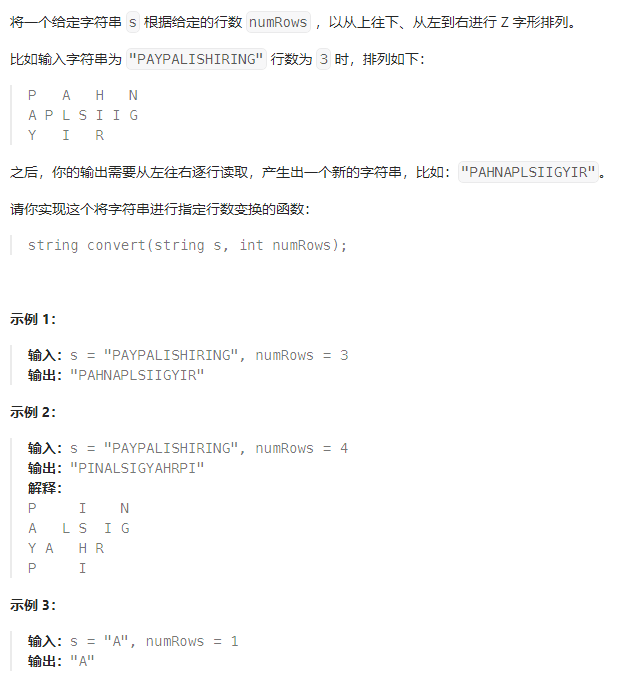 将一个给定字符串 s 根据给定的行数 numRows ，以从上往下、从左到右进行 Z 字形排列。
比如输入字符串为 "PAYPALISHIRING" 行数为 3 时，排列如下：
P   A   H   N
A P L S I I G
Y   I   R
之后，你的输出需要从左往右逐行读取，产生出一个新的字符串，比如："PAHNAPLSIIGYIR"。
请你实现这个将字符串进行指定行数变换的函数：
string convert(string s, int numRows);
示例 1：
输入：s = "PAYPALISHIRING", numRows = 3
输出："PAHNAPLSIIGYIR"
示例 2：
输入：s = "PAYPALISHIRING", numRows = 4
输出："PINALSIGYAHRPI"
解释：
P     I    N
A   L S  I G
Y A   H R
P     I
示例 3：
输入：s = "A", numRows = 1
输出："A"